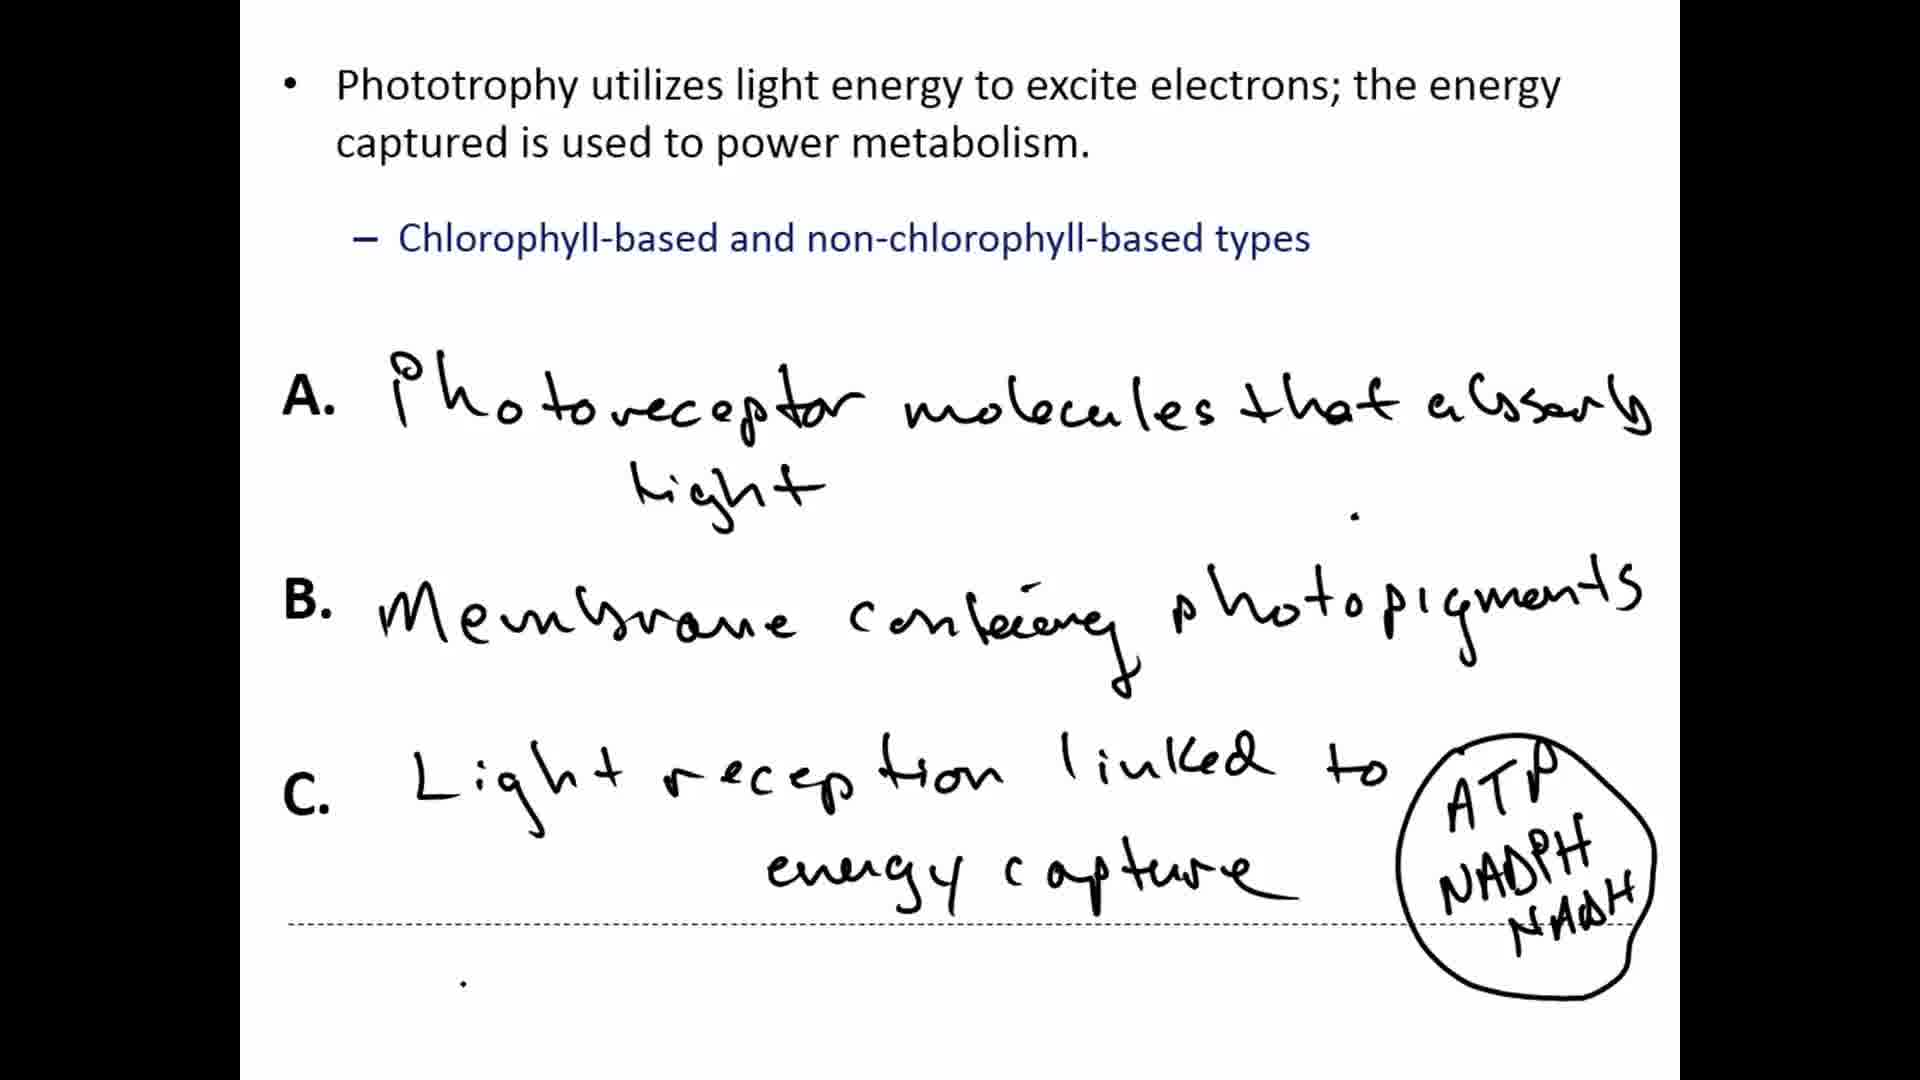 • Phototrophy utilizes light energy to excite electrons; the energy
captured is used to power metabolism.
– Chlorophyll-based and non-chlorophyll-based types
A. Photoreceptor molecules that absorb
light
B. Membrane containing photopigments
C. Light reception linked to
energy capture
ATP
NADPH
NADH